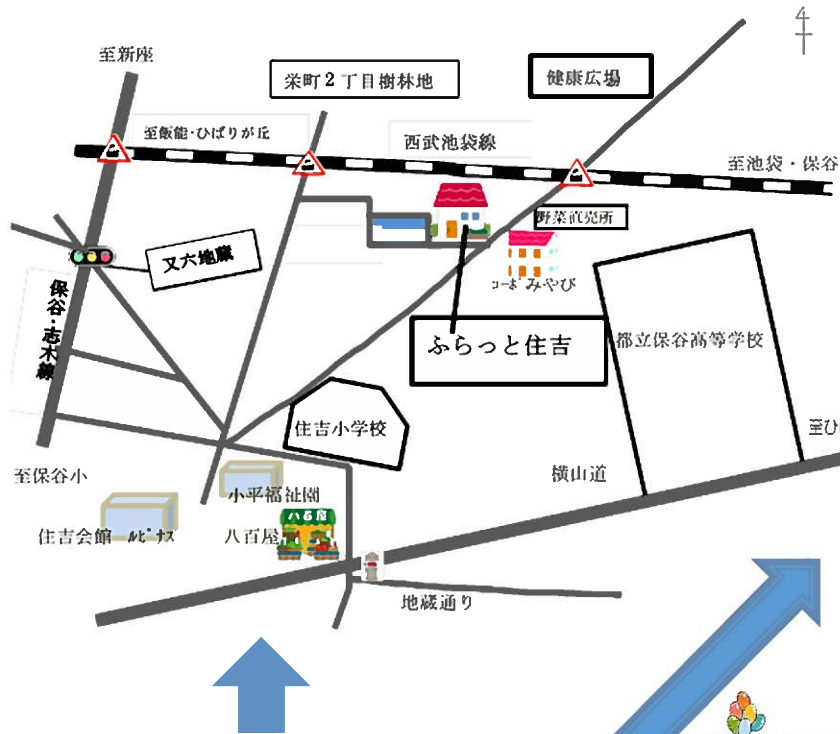 至新座
栄町２丁目樹林地
健康広場
至飯能・ひばりが丘
西武池袋線
至池袋・保谷
野菜直売所
又六地蔵
コーポみやび
保谷・志木線
ふらっと住吉
都立保谷高等学校
住吉小学校
至ひ
至保谷小
横山道
小平福祉園
住吉会館 ルピナス
八百屋
八百屋
地蔵通り